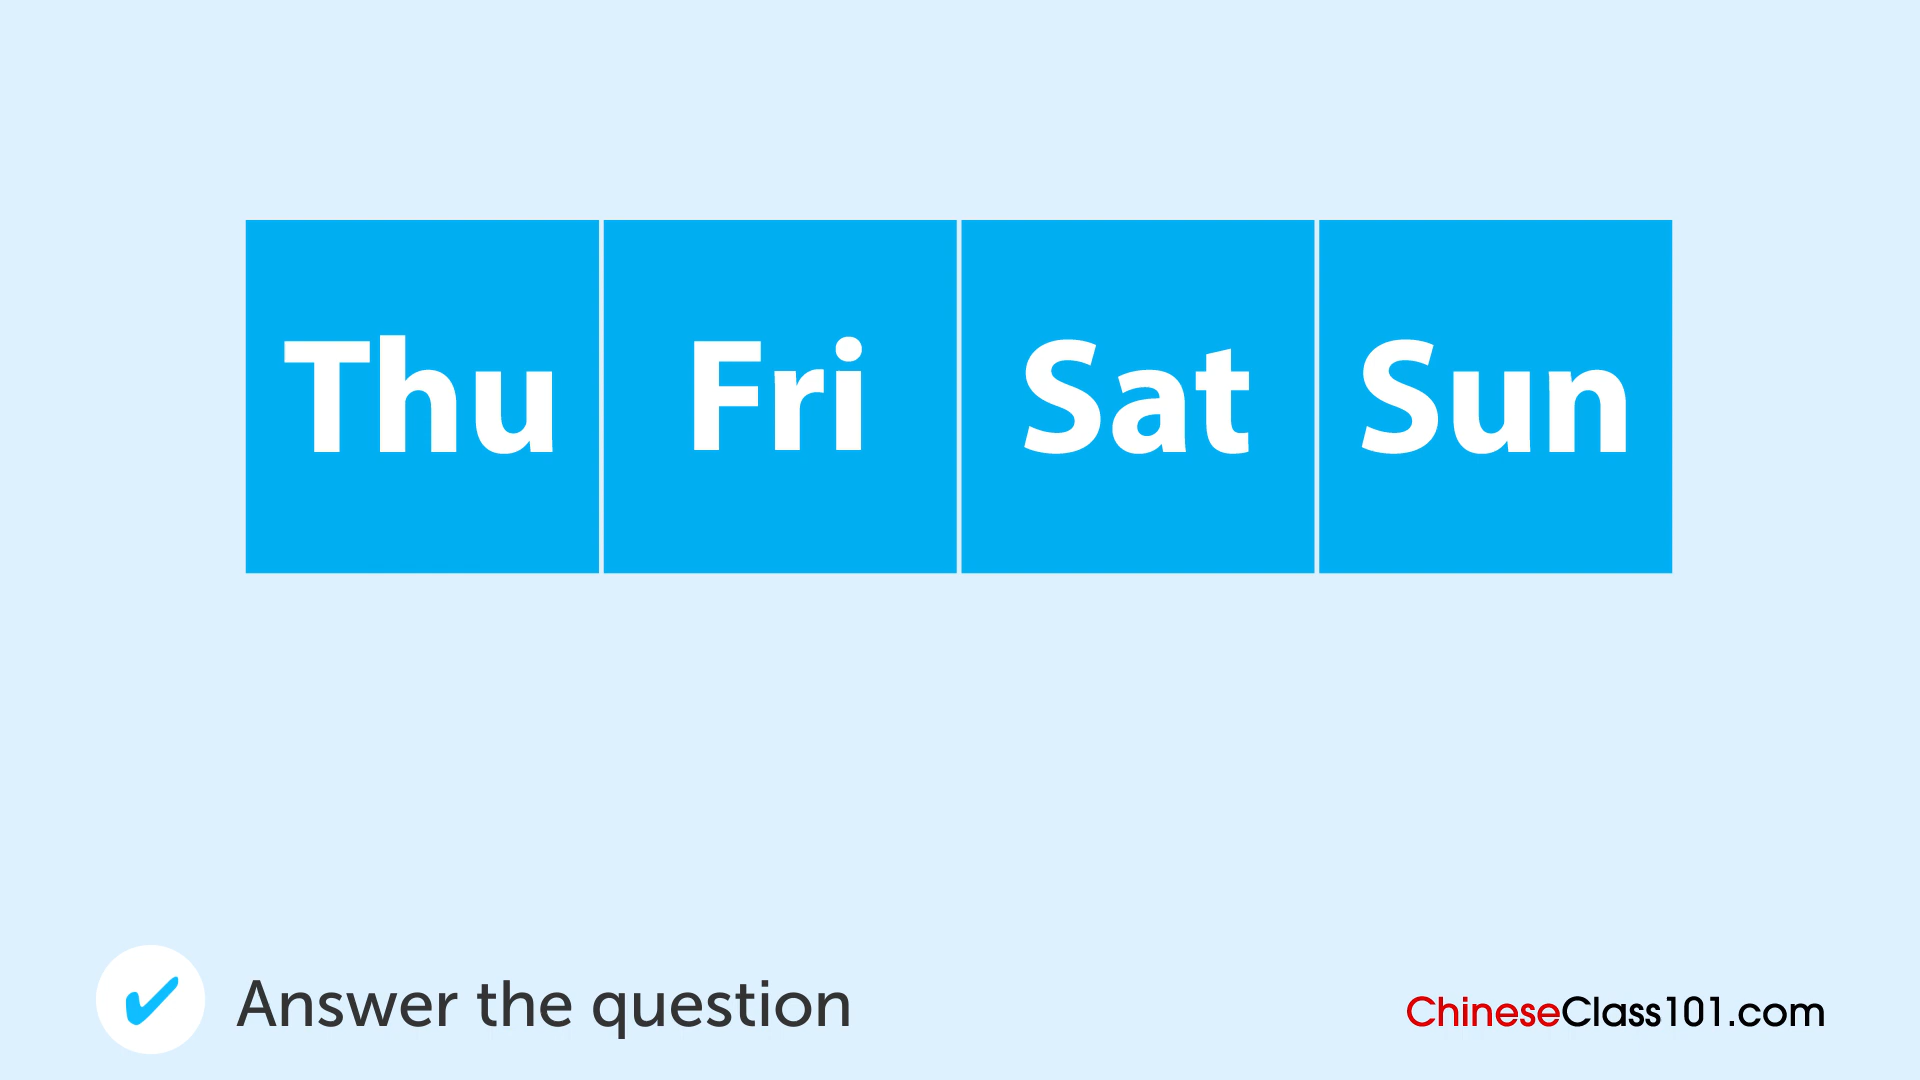 Thu Fri Sat Sun
✔ Answer the question
ChineseClass101.com